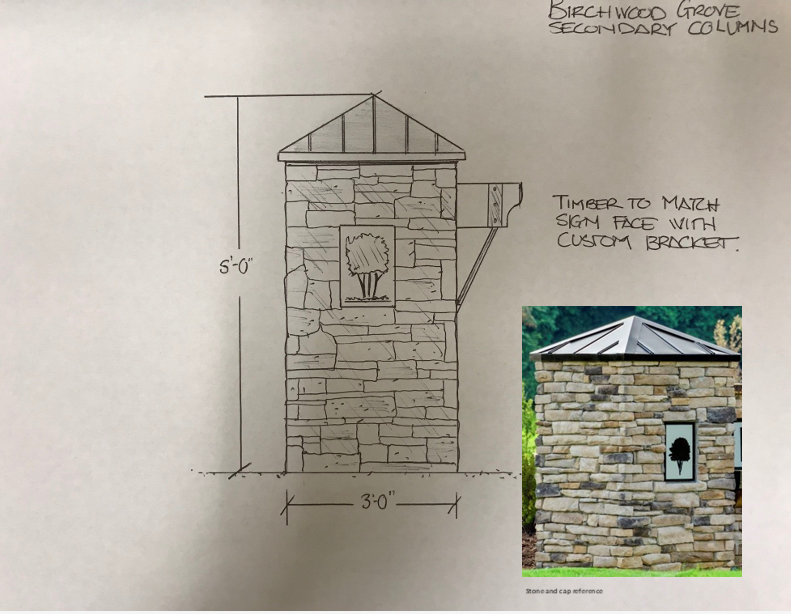 BIRCHWOOD GROVE
SECONDARY COLUMNS
TIMBER TO MATCH
SIGN FACE WITH
CUSTOM BRACKET.
5'-0"
3'-0"
Stone and cap reference